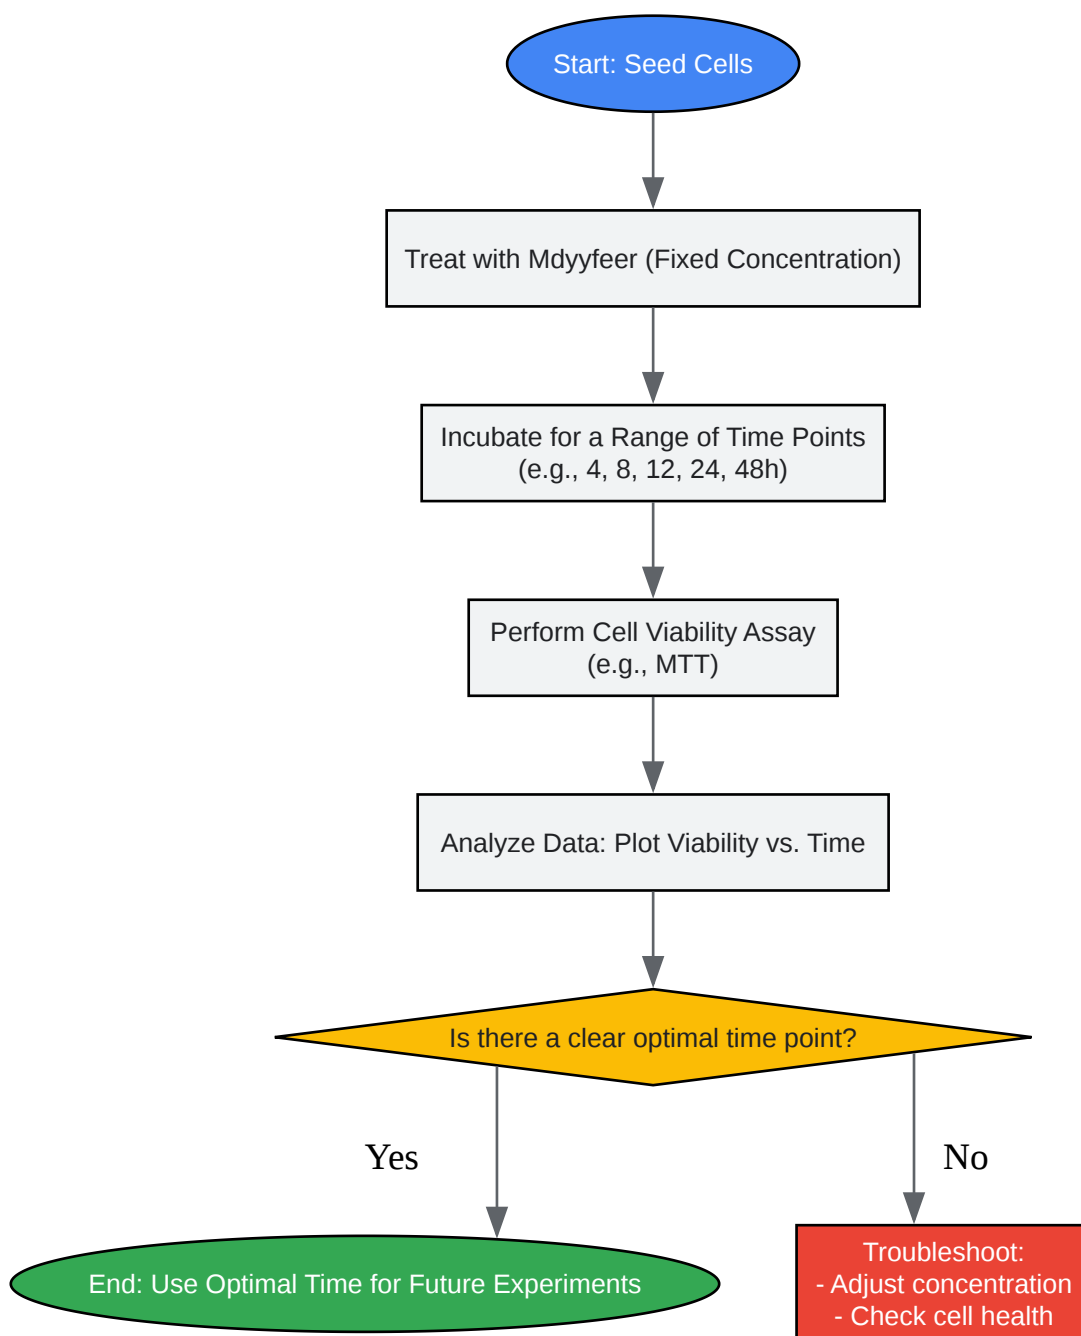 Start: Seed Cells
Treat with Mdyyfeer (Fixed Concentration)
Incubate for a Range of Time Points
(e.g., 4, 8, 12, 24, 48h)
Perform Cell Viability Assay
(e.g., MTT)
Analyze Data: Plot Viability vs. Time
Is there a clear optimal time point?
Yes
No
End: Use Optimal Time for Future Experiments
Troubleshoot:
- Adjust concentration
- Check cell health